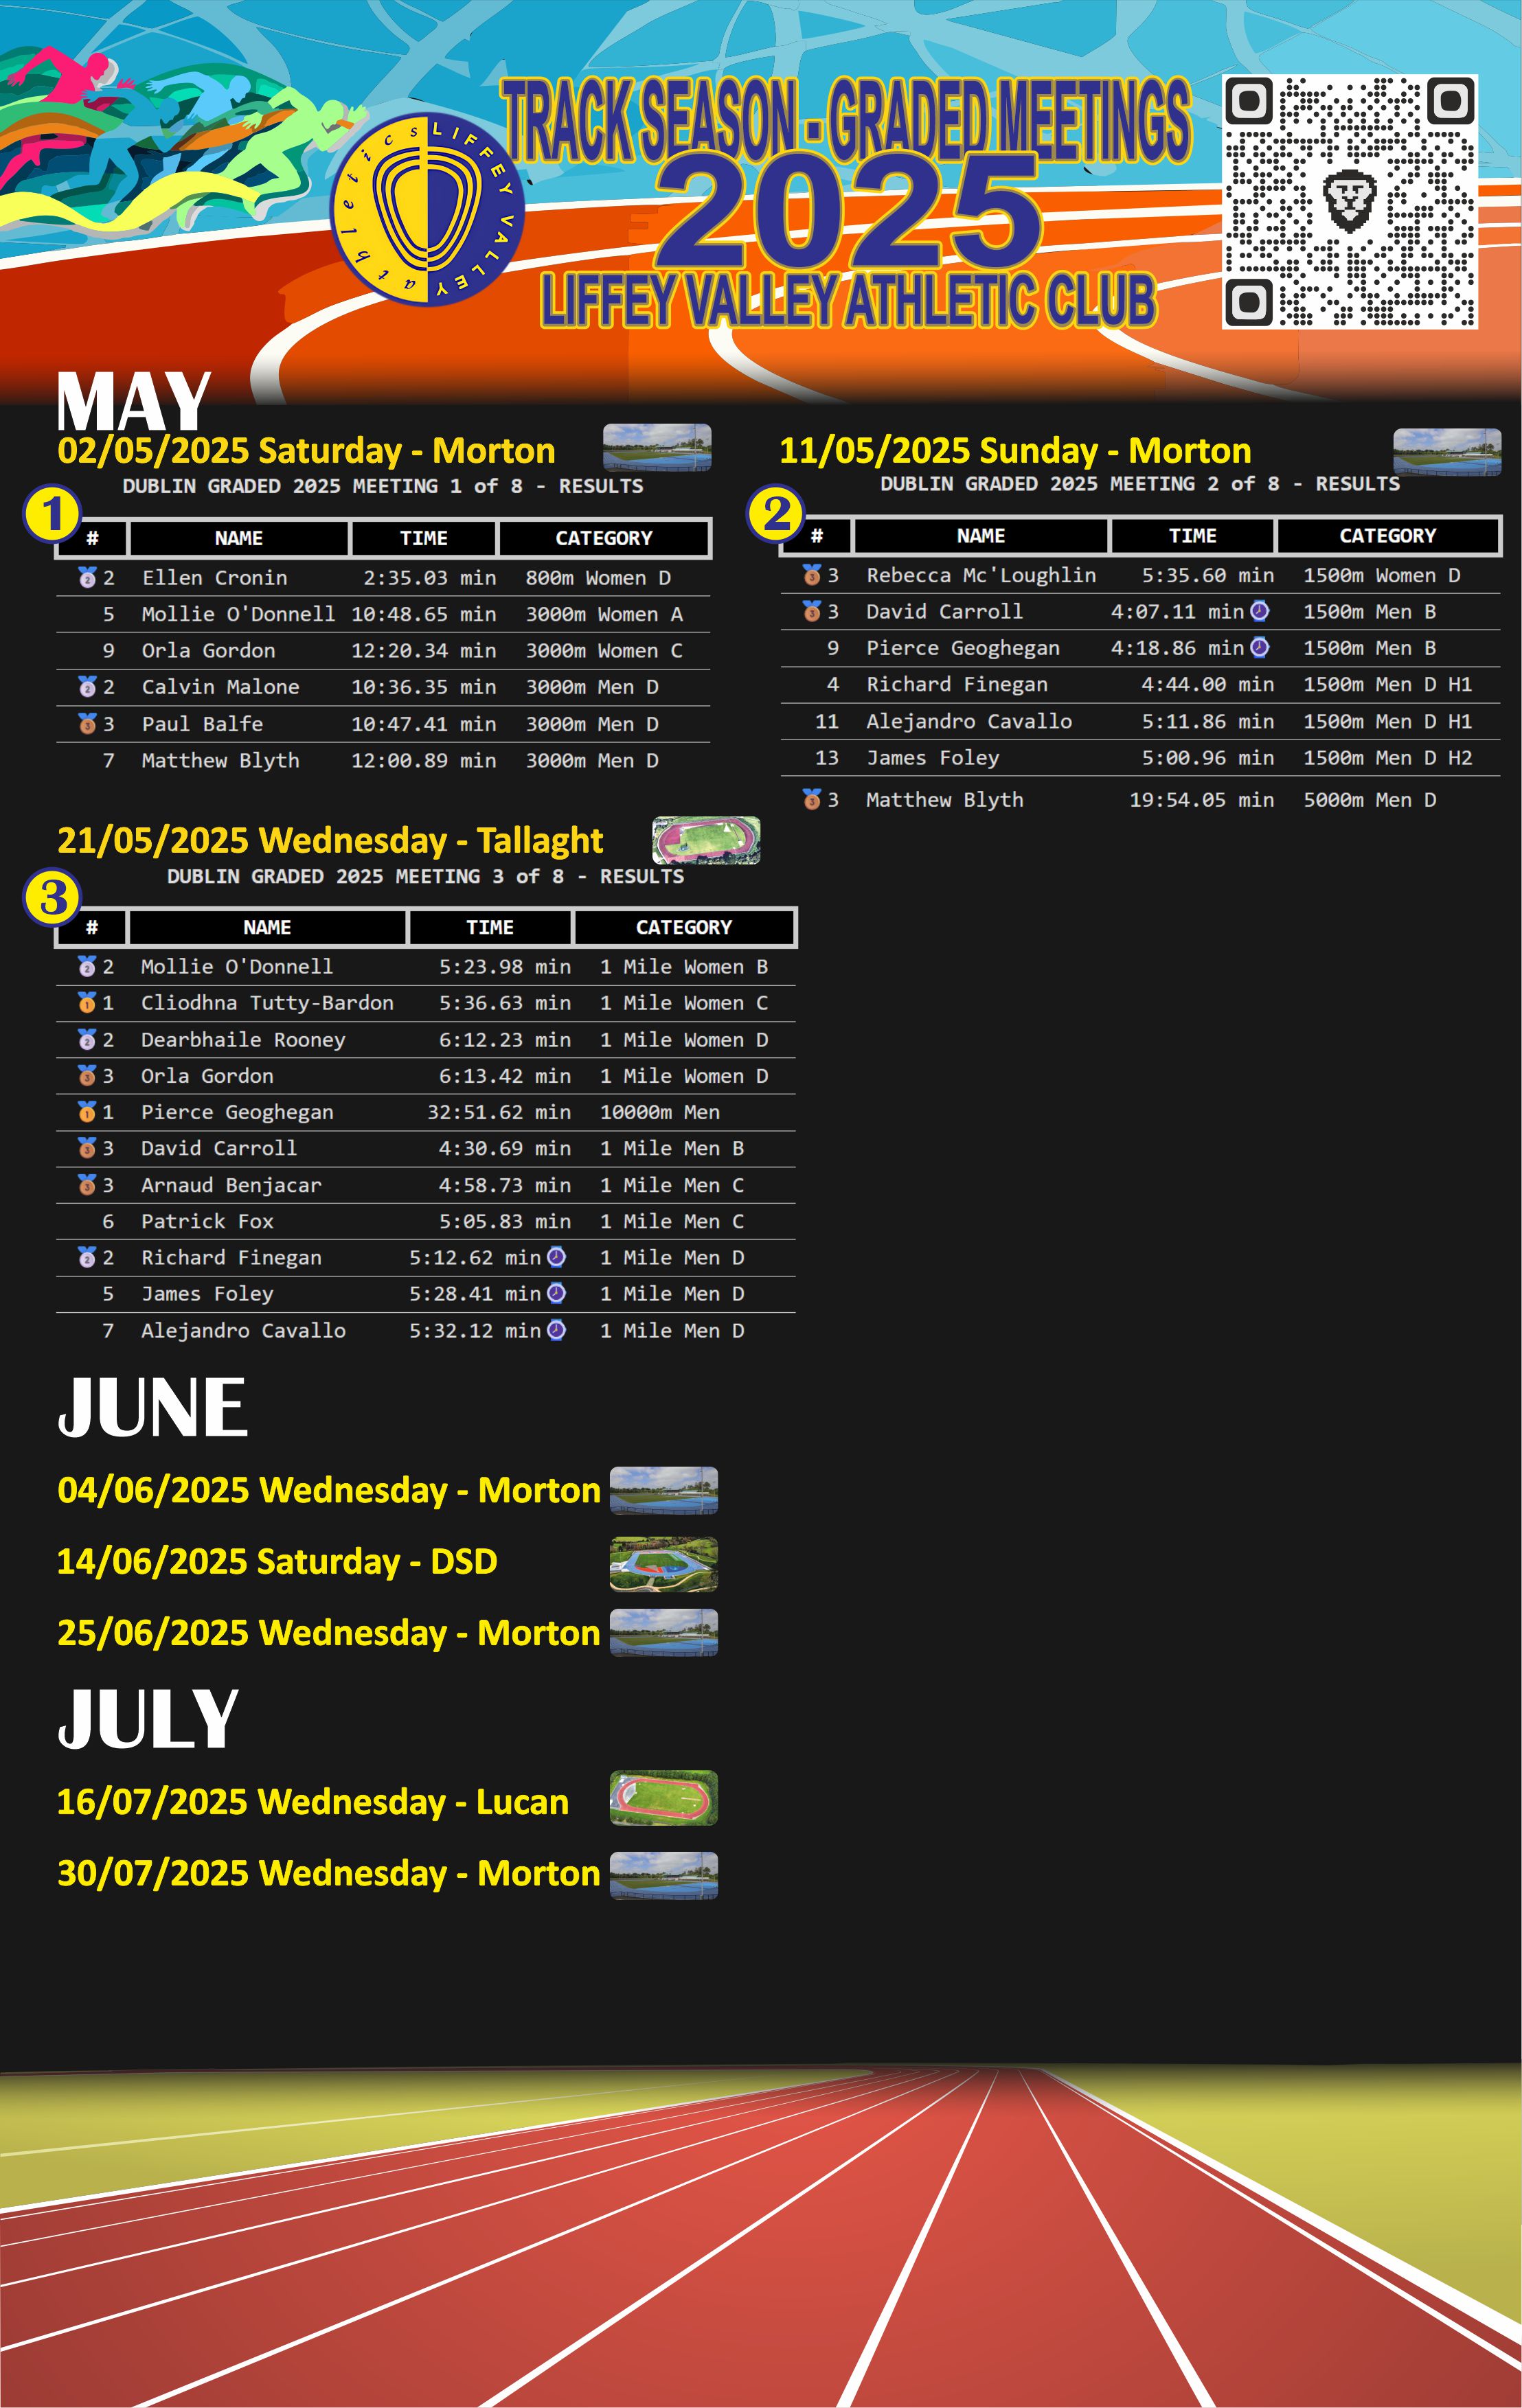 TRACK SEASON - GRADED MEETINGS
2025
LIFFEY VALLEY ATHLETIC CLUB
LIFFEY VALLEY
athletics
MAY
02/05/2025 Saturday - Morton
DUBLIN GRADED 2025 MEETING 1 of 8 - RESULTS
1
# NAME TIME CATEGORY
2 Ellen Cronin 2:35.03 min 800m Women D
5 Mollie O'Donnell 10:48.65 min 3000m Women A
9 Orla Gordon 12:20.34 min 3000m Women C
2 Calvin Malone 10:36.35 min 3000m Men D
3 Paul Balfe 10:47.41 min 3000m Men D
7 Matthew Blyth 12:00.89 min 3000m Men D
11/05/2025 Sunday - Morton
DUBLIN GRADED 2025 MEETING 2 of 8 - RESULTS
2
# NAME TIME CATEGORY
3 Rebecca Mc'Loughlin 5:35.60 min 1500m Women D
3 David Carroll 4:07.11 min 1500m Men B
9 Pierce Geoghegan 4:18.86 min 1500m Men B
4 Richard Finegan 4:44.00 min 1500m Men D H1
11 Alejandro Cavallo 5:11.86 min 1500m Men D H1
13 James Foley 5:00.96 min 1500m Men D H2
3 Matthew Blyth 19:54.05 min 5000m Men D
21/05/2025 Wednesday - Tallaght
DUBLIN GRADED 2025 MEETING 3 of 8 - RESULTS
3
# NAME TIME CATEGORY
2 Mollie O'Donnell 5:23.98 min 1 Mile Women B
1 Cliodhna Tutty-Bardon 5:36.63 min 1 Mile Women C
2 Dearbhaile Rooney 6:12.23 min 1 Mile Women D
3 Orla Gordon 6:13.42 min 1 Mile Women D
1 Pierce Geoghegan 32:51.62 min 10000m Men
3 David Carroll 4:30.69 min 1 Mile Men B
3 Arnaud Benjacar 4:58.73 min 1 Mile Men C
6 Patrick Fox 5:05.83 min 1 Mile Men C
2 Richard Finegan 5:12.62 min 1 Mile Men D
5 James Foley 5:28.41 min 1 Mile Men D
7 Alejandro Cavallo 5:32.12 min 1 Mile Men D
JUNE
04/06/2025 Wednesday - Morton
14/06/2025 Saturday - DSD
25/06/2025 Wednesday - Morton
JULY
16/07/2025 Wednesday - Lucan
30/07/2025 Wednesday - Morton